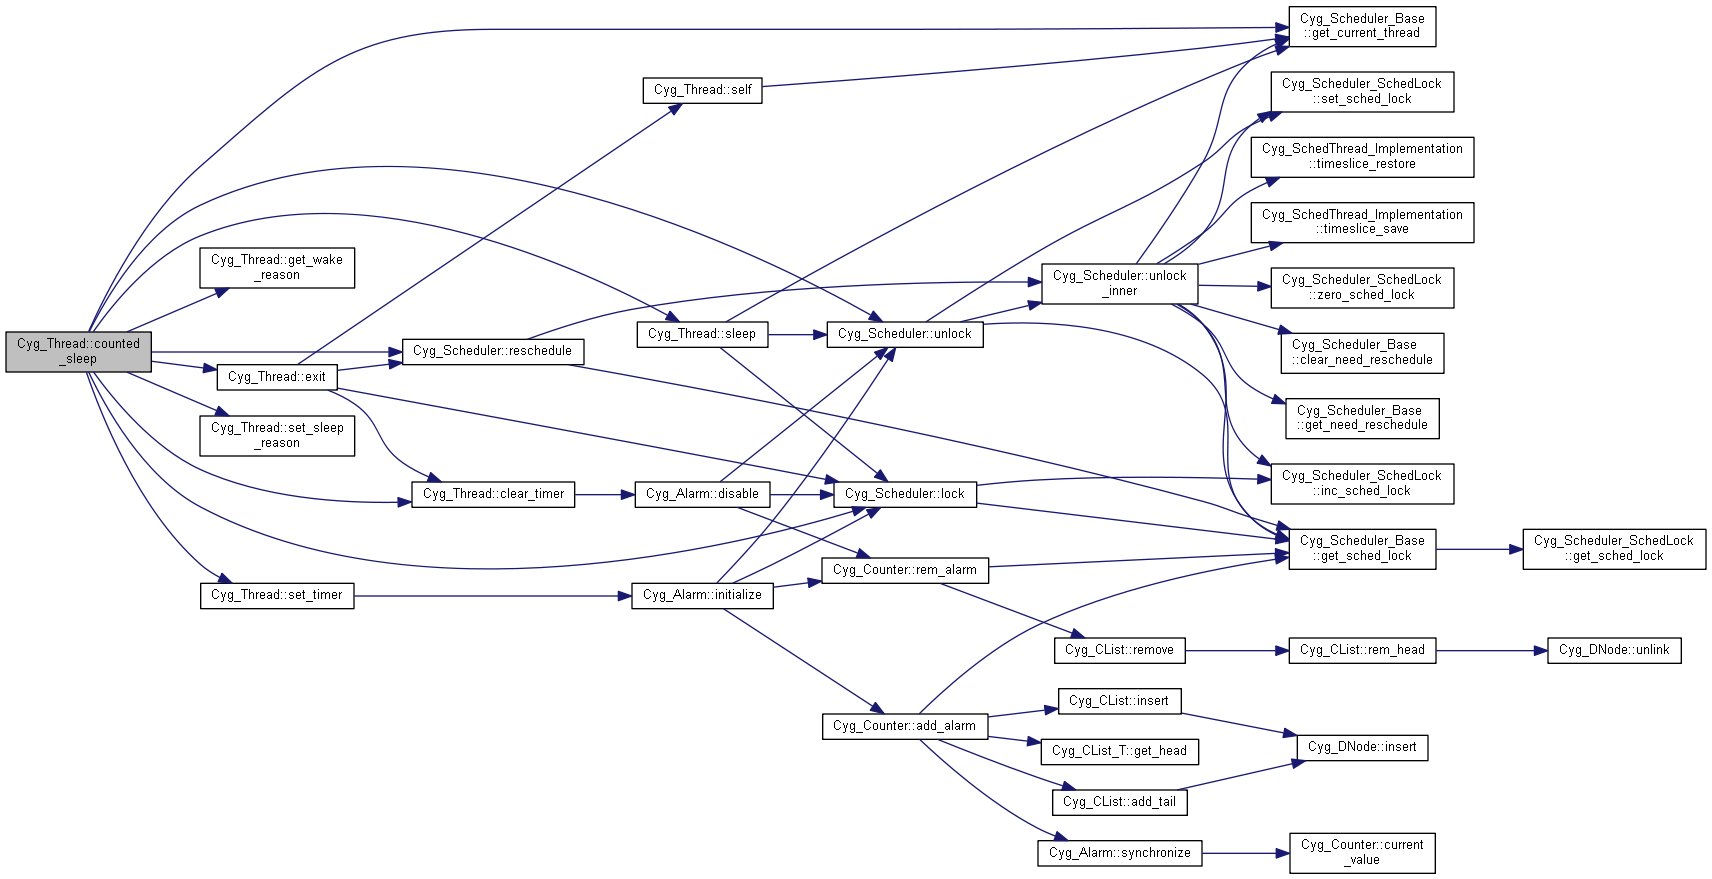 Cyg_Scheduler_Base
::get_current_thread
Cyg_Scheduler_SchedLock
::set_sched_lock
Cyg_Thread::self
Cyg_SchedThread_Implementation
::timeslice_restore
Cyg_SchedThread_Implementation
::timeslice_save
Cyg_Thread::get_wake
_reason
Cyg_Scheduler::unlock
_inner
Cyg_Scheduler_SchedLock
::zero_sched_lock
Cyg_Thread::counted
_sleep
Cyg_Scheduler::reschedule
Cyg_Thread::sleep
Cyg_Scheduler::unlock
Cyg_Scheduler_Base
::clear_need_reschedule
Cyg_Thread::exit
Cyg_Scheduler_Base
::get_need_reschedule
Cyg_Thread::set_sleep
_reason
Cyg_Thread::clear_timer
Cyg_Alarm::disable
Cyg_Scheduler::lock
Cyg_Scheduler_SchedLock
::inc_sched_lock
Cyg_Scheduler_Base
::get_sched_lock
Cyg_Scheduler_SchedLock
::get_sched_lock
Cyg_Counter::rem_alarm
Cyg_Thread::set_timer
Cyg_Alarm::initialize
Cyg_CList::remove
Cyg_CList::rem_head
Cyg_DNode::unlink
Cyg_CList::insert
Cyg_Counter::add_alarm
Cyg_CList_T::get_head
Cyg_DNode::insert
Cyg_CList::add_tail
Cyg_Alarm::synchronize
Cyg_Counter::current
_value